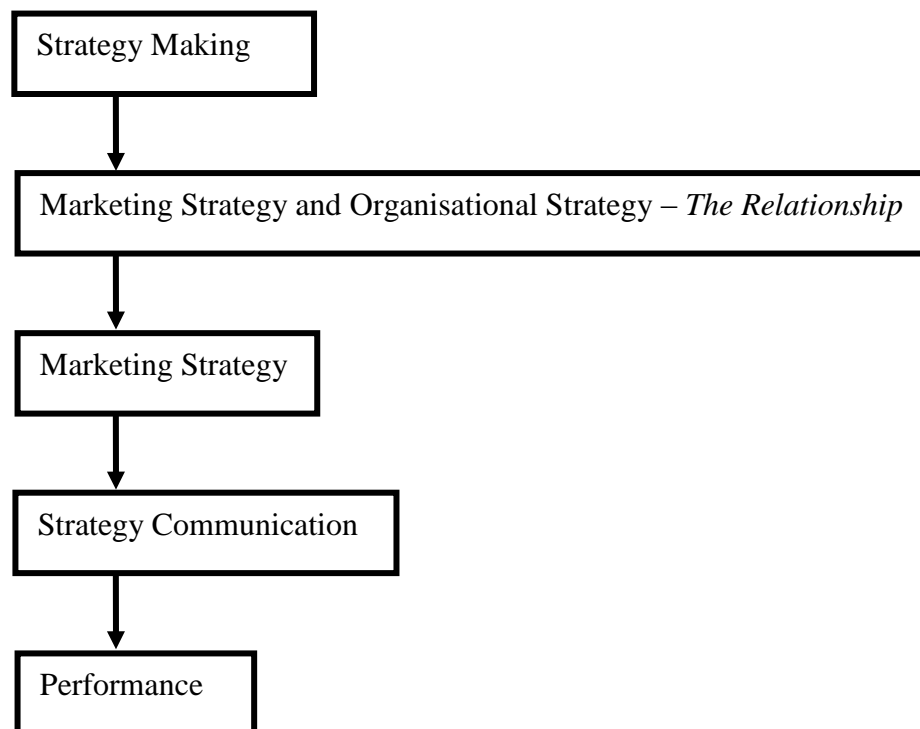 Strategy Making
Marketing Strategy and Organisational Strategy – The Relationship
Marketing Strategy
Strategy Communication
Performance